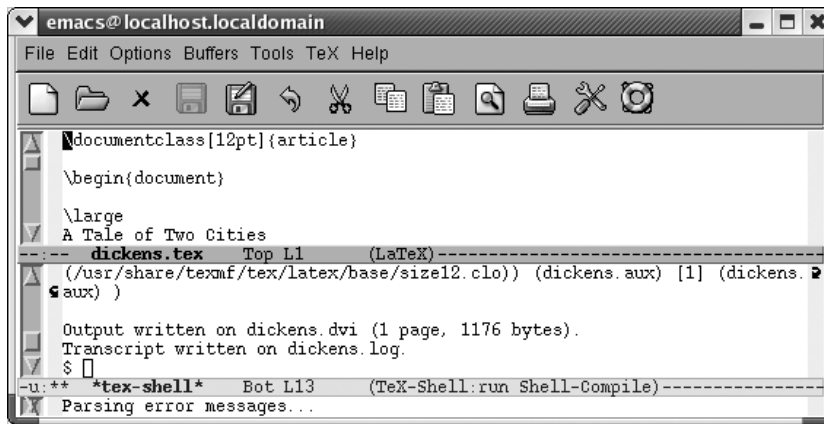 emacs@localhost.localdomain
File Edit Options Buffers Tools TeX Help
\documentclass[12pt]{article}
\begin{document}
\large
A Tale of Two Cities
--:-- dickens.tex Top L1 (LaTeX)----------------------------------------
(/usr/share/texmf/tex/latex/base/size12.clo)) (dickens.aux) [1] (dickens.
aux) )
Output written on dickens.dvi (1 page, 1176 bytes).
Transcript written on dickens.log.
$
-u:** *tex-shell* Bot L13 (TeX-Shell:run Shell-Compile)----------------
Parsing error messages...